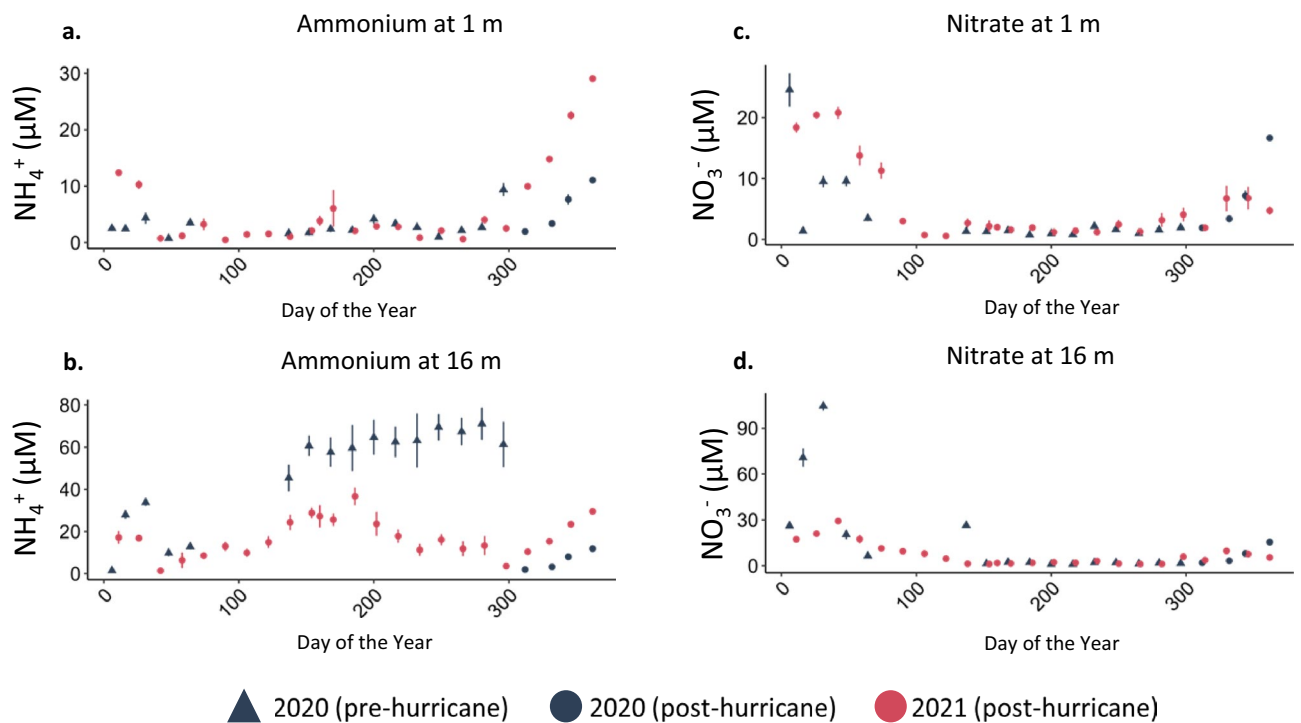 a.
Ammonium at 1 m
NH₄⁺ (µM)
30
20
10
0
0
100
200
300
Day of the Year
c.
Nitrate at 1 m
NO₃⁻ (µM)
20
10
0
0
100
200
300
Day of the Year
b.
Ammonium at 16 m
NH₄⁺ (µM)
80
60
40
20
0
0
100
200
300
Day of the Year
d.
Nitrate at 16 m
NO₃⁻ (µM)
90
60
30
0
0
100
200
300
Day of the Year
2020 (pre-hurricane) 2020 (post-hurricane) 2021 (post-hurricane)